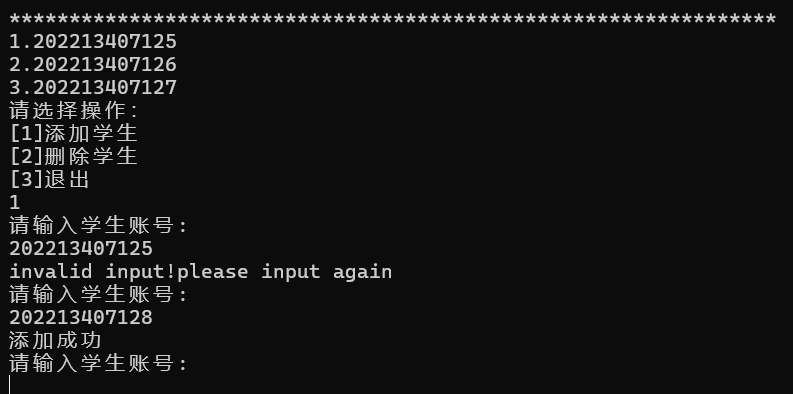 ****************************************************************
1.202213407125
2.202213407126
3.202213407127
请选择操作:
[1]添加学生
[2]删除学生
[3]退出
1
请输入学生账号:
202213407125
invalid input!please input again
请输入学生账号:
202213407128
添加成功
请输入学生账号: